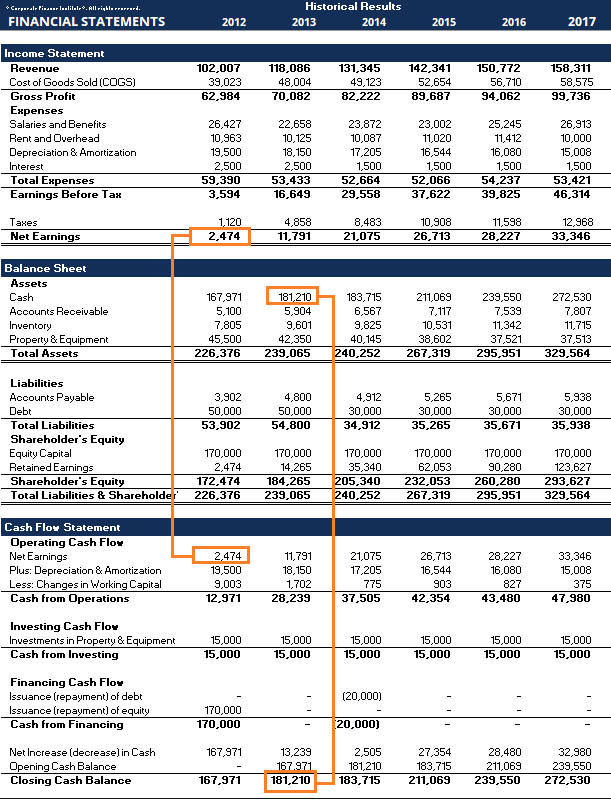 © Corporate Finance Institute®. All rights reserved.
Historical Results
FINANCIAL STATEMENTS 2012 2013 2014 2015 2016 2017
Income Statement
Revenue 102,007 118,086 131,345 142,341 150,772 158,311
Cost of Goods Sold (COGS) 39,023 48,004 49,123 52,654 56,710 58,575
Gross Profit 62,984 70,082 82,222 89,687 94,062 99,736
Expenses
Salaries and Benefits 26,427 22,658 23,872 23,002 25,245 26,913
Rent and Overhead 10,963 10,125 10,087 11,020 11,412 10,000
Depreciation & Amortization 19,500 18,150 17,205 16,544 16,080 15,008
Interest 2,500 2,500 1,500 1,500 1,500 1,500
Total Expenses 59,390 53,433 52,664 52,066 54,237 53,421
Earnings Before Tax 3,594 16,649 29,558 37,622 39,825 46,314
Taxes 1,120 4,858 8,483 10,908 11,598 12,968
Net Earnings 2,474 11,791 21,075 26,713 28,227 33,346
Balance Sheet
Assets
Cash 167,971 181,210 183,715 211,069 239,550 272,530
Accounts Receivable 5,100 5,904 6,567 7,117 7,539 7,807
Inventory 7,805 9,601 9,825 10,531 11,342 11,715
Property & Equipment 45,500 42,350 40,145 38,602 37,521 37,513
Total Assets 226,376 239,065 240,252 267,319 295,951 329,564
Liabilities
Accounts Payable 3,902 4,800 4,912 5,265 5,671 5,938
Debt 50,000 50,000 30,000 30,000 30,000 30,000
Total Liabilities 53,902 54,800 34,912 35,265 35,671 35,938
Shareholder's Equity
Equity Capital 170,000 170,000 170,000 170,000 170,000 170,000
Retained Earnings 2,474 14,265 35,340 62,053 90,280 123,627
Shareholder's Equity 172,474 184,265 205,340 232,053 260,280 293,627
Total Liabilities & Shareholder' 226,376 239,065 240,252 267,319 295,951 329,564
Cash Flow Statement
Operating Cash Flow
Net Earnings 2,474 11,791 21,075 26,713 28,227 33,346
Plus: Depreciation & Amortization 19,500 18,150 17,205 16,544 16,080 15,008
Less: Changes in Working Capital 9,003 1,702 775 903 827 375
Cash from Operations 12,971 28,239 37,505 42,354 43,480 47,980
Investing Cash Flow
Investments in Property & Equipment 15,000 15,000 15,000 15,000 15,000 15,000
Cash from Investing 15,000 15,000 15,000 15,000 15,000 15,000
Financing Cash Flow
Issuance (repayment) of debt - - (20,000) - - -
Issuance (repayment) of equity 170,000 - - - - -
Cash from Financing 170,000 - (20,000) - - -
Net Increase (decrease) in Cash 167,971 13,239 2,505 27,354 28,480 32,980
Opening Cash Balance - 167,971 181,210 183,715 211,069 239,550
Closing Cash Balance 167,971 181,210 183,715 211,069 239,550 272,530